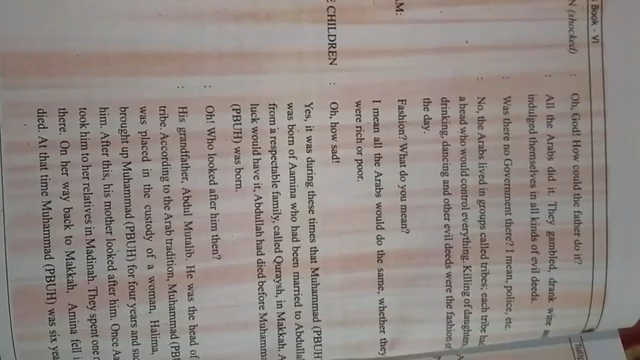 s Book - VI
N (shocked) : Oh, God! How could the father do it?
: All the Arabs did it. They gambled, drank wine
indulged themselves in all kinds of evil deeds.
: Was there no Government there? I mean, police, etc.
: No, the Arabs lived in groups called tribes; each tribe had
a head who would control everything. Killing of daughters,
drinking, dancing and other evil deeds were the fashion of
the day.
AM: Fashion? What do you mean?
I mean all the Arabs would do the same, whether they
were rich or poor.
E CHILDREN : Oh, how sad!
Yes, it was during these times that Muhammad (PBUH)
was born of Aamina who had been married to Abdull
from a respectable family, called Quraysh, in Makkah. A
luck would have it, Abdullah had died before Muhamm
(PBUH) was born.
: Oh! Who looked after him then?
: His grandfather, Abdul Mutalib. He was the head of
tribe. According to the Arab tradition, Muhammad (PB
was placed in the custody of a woman, Halima,
brought up Muhammad (PBUH) for four years and su
him. After this, his mother looked after him. Once Aa
took him to her relatives in Madinah. They spent one m
there. On her way back to Makkah, Amina fell i
died. At that time Muhammad (PBUH) was six yea